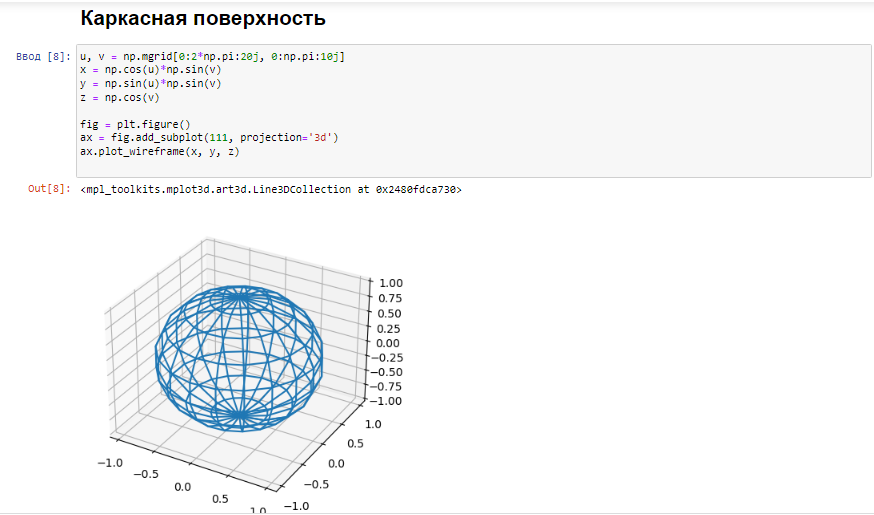 Каркасная поверхность
Ввод [8]: u, v = np.mgrid[0:2*np.pi:20j, 0:np.pi:10j]
x = np.cos(u)*np.sin(v)
y = np.sin(u)*np.sin(v)
z = np.cos(v)
fig = plt.figure()
ax = fig.add_subplot(111, projection='3d')
ax.plot_wireframe(x, y, z)
Out[8]: <mpl_toolkits.mplot3d.art3d.Line3DCollection at 0x2480fdca730>
1.00
0.75
0.50
0.25
0.00
−0.25
−0.50
−0.75
−1.00
1.0
0.5
0.0
−0.5
−1.0
−1.0
−0.5
0.0
0.5
1.0